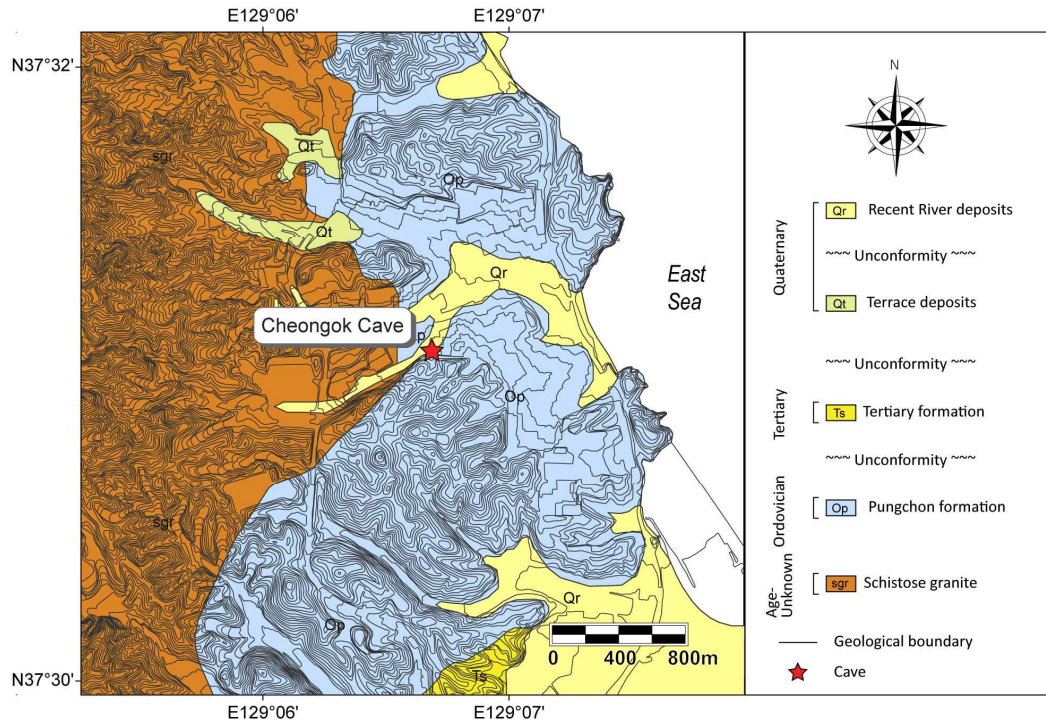 E129°06'
E129°07'
N37°32'
N
Qt
sgr
Op
Qt
Qr
East
Sea
Cheongok Cave
Op
sgr
Qr
Op
0 400 800m
Ts
N37°30'
E129°06'
E129°07'
Quaternary
Qr Recent River deposits
~~~ Unconformity ~~~
Qt Terrace deposits
~~~ Unconformity ~~~
Tertiary
Ts Tertiary formation
~~~ Unconformity ~~~
Ordovician
Op Pungchon formation
Age-
Unknown
sgr Schistose granite
Geological boundary
Cave